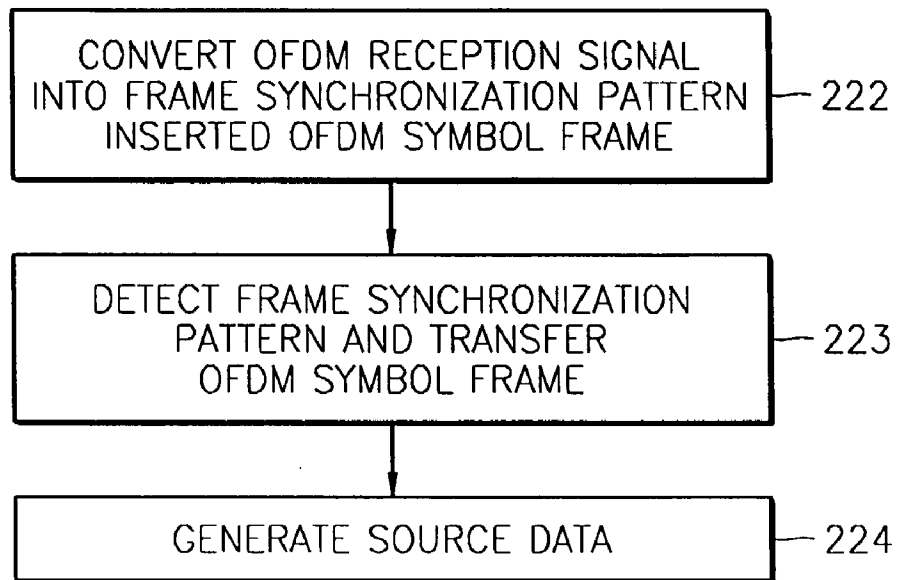 CONVERT OFDM RECEPTION SIGNAL
INTO FRAME SYNCHRONIZATION PATTERN
INSERTED OFDM SYMBOL FRAME
222
DETECT FRAME SYNCHRONIZATION
PATTERN AND TRANSFER
OFDM SYMBOL FRAME
223
GENERATE SOURCE DATA
224